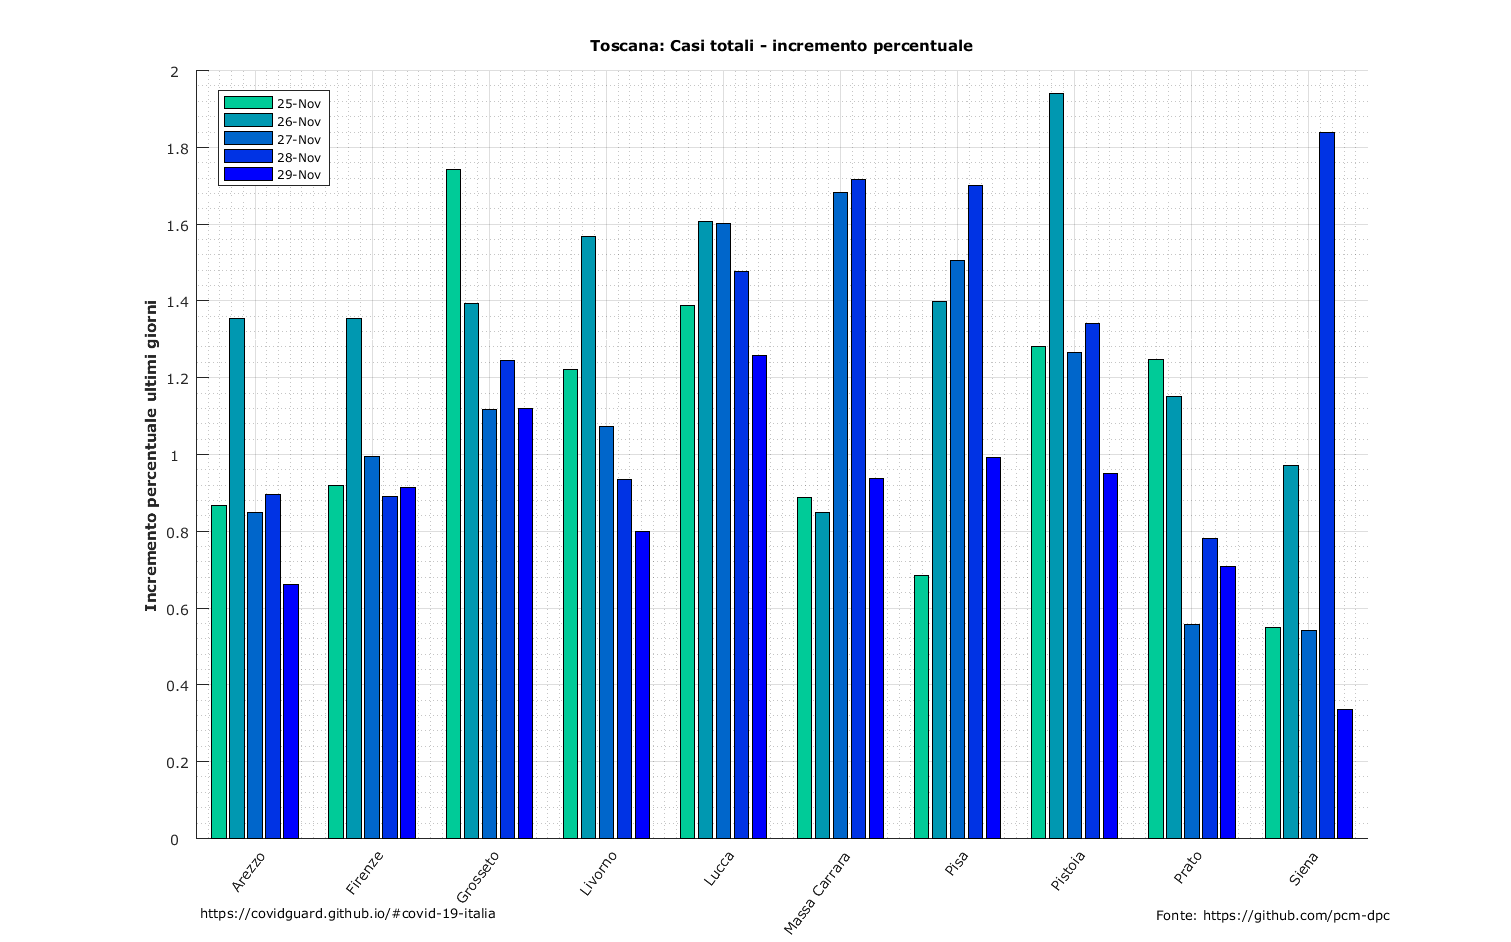 Toscana: Casi totali - incremento percentuale
25-Nov
26-Nov
27-Nov
28-Nov
29-Nov
Incremento percentuale ultimi giorni
2
1.8
1.6
1.4
1.2
1
0.8
0.6
0.4
0.2
0
Arezzo
Firenze
Grosseto
Livorno
Lucca
Massa Carrara
Pisa
Pistoia
Prato
Siena
https://covidguard.github.io/#covid-19-italia
Fonte: https://github.com/pcm-dpc